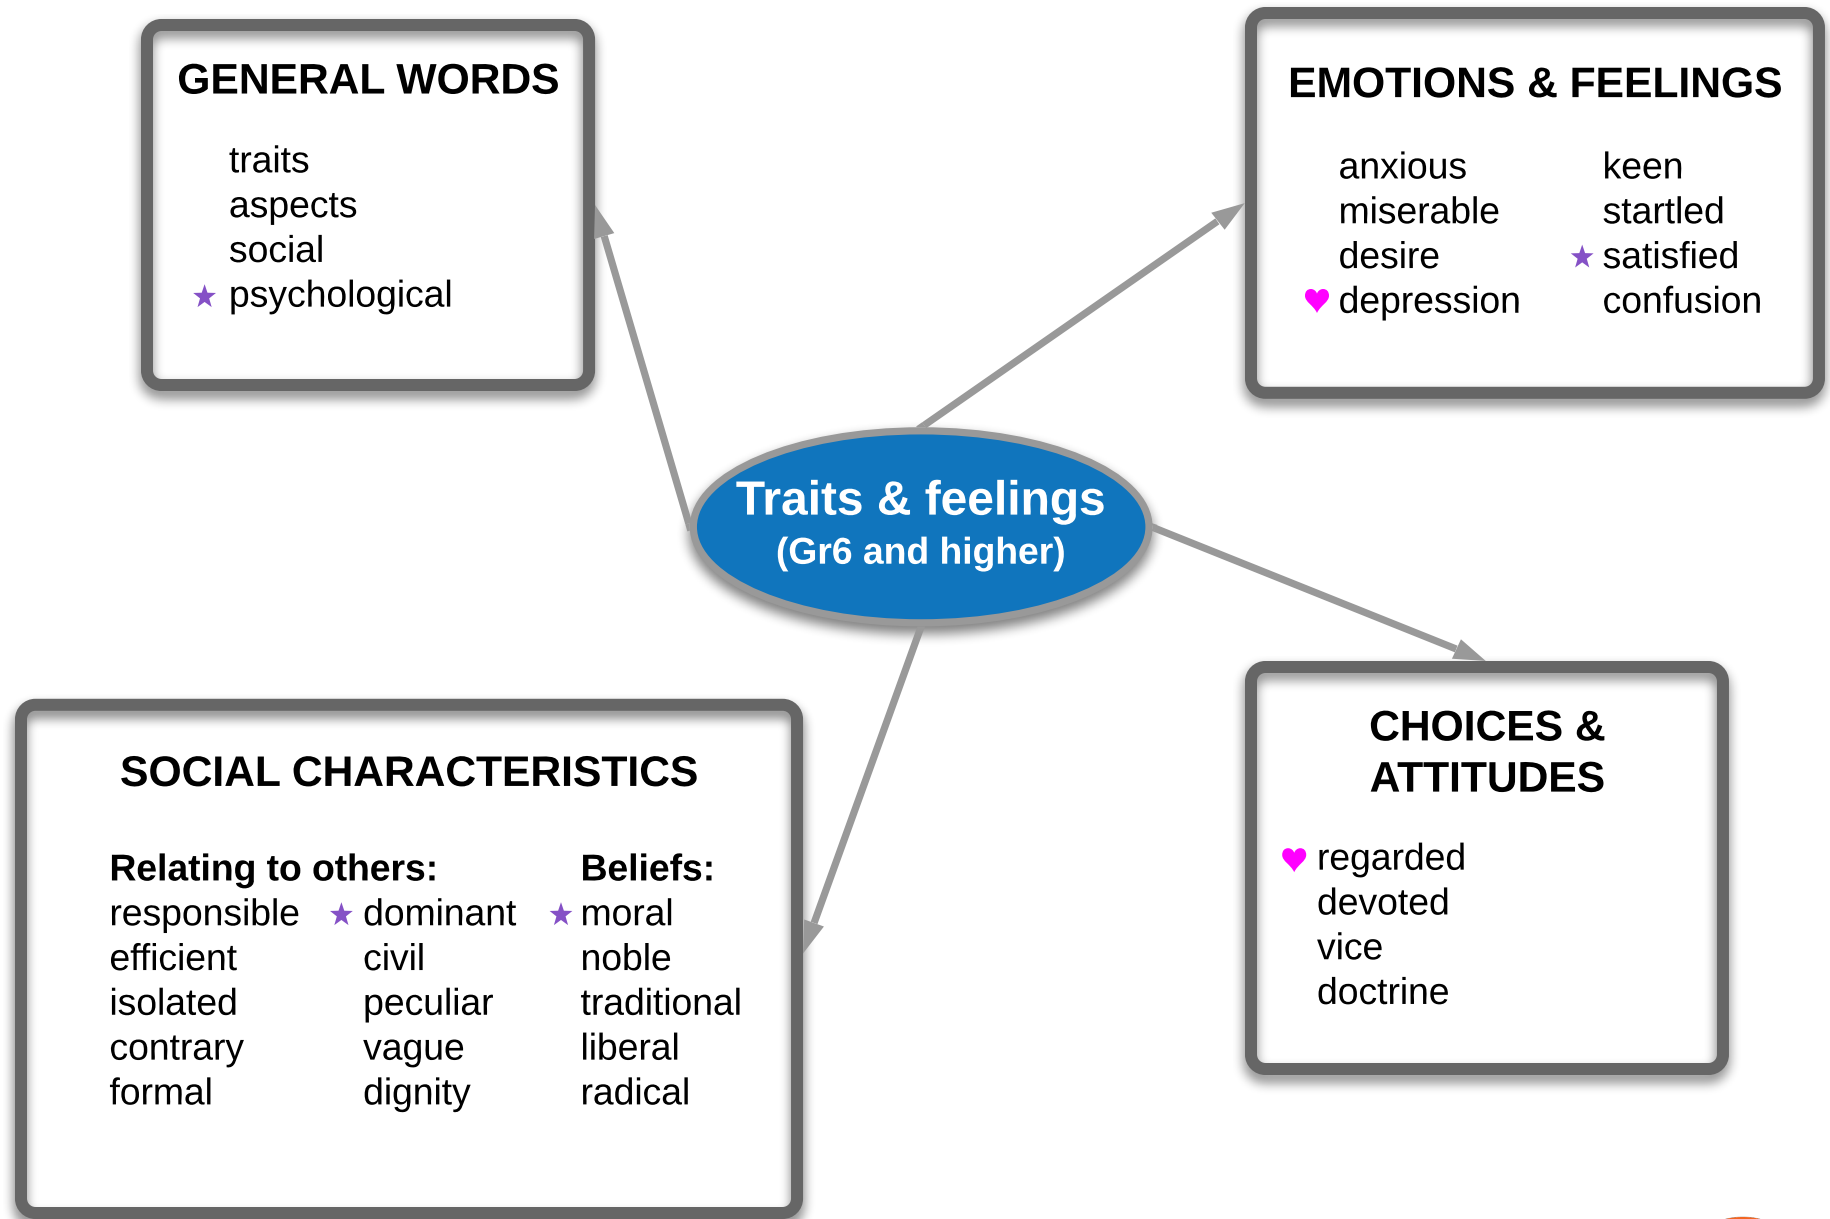 GENERAL WORDS
traits
aspects
social
★ psychological
EMOTIONS & FEELINGS
anxious
miserable
desire
♥ depression
keen
startled
★ satisfied
confusion
Traits & feelings
(Gr6 and higher)
SOCIAL CHARACTERISTICS
Relating to others:
responsible
efficient
isolated
contrary
formal
★ dominant
civil
peculiar
vague
dignity
Beliefs:
★ moral
noble
traditional
liberal
radical
CHOICES &
ATTITUDES
♥ regarded
devoted
vice
doctrine